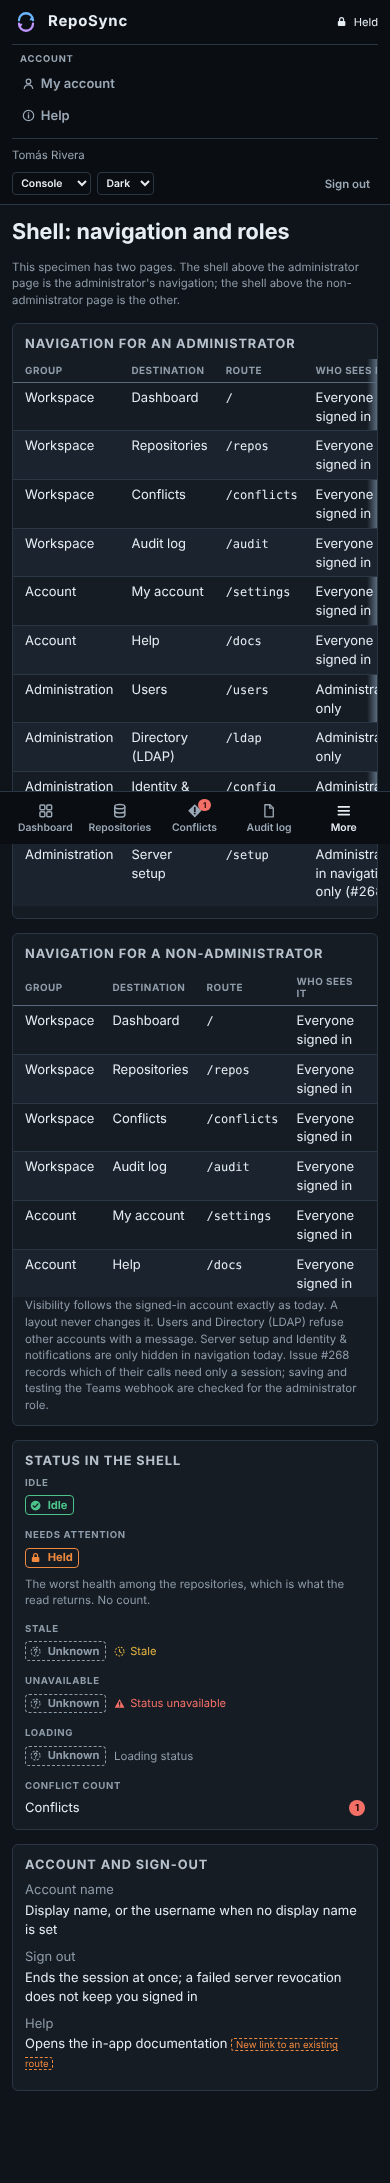 RepoSync
Held
ACCOUNT
My account
Help
Tomás Rivera
Console
Dark
Sign out
Shell: navigation and roles
This specimen has two pages. The shell above the administrator
page is the administrator's navigation; the shell above the non-
administrator page is the other.
NAVIGATION FOR AN ADMINISTRATOR
GROUP DESTINATION ROUTE WHO SEES
Workspace Dashboard / Everyone
signed in
Workspace Repositories /repos Everyone
signed in
Workspace Conflicts /conflicts Everyone
signed in
Workspace Audit log /audit Everyone
signed in
Account My account /settings Everyone
signed in
Account Help /docs Everyone
signed in
Administration Users /users
only
Administration Directory /ldap
(LDAP) only
Administration Identity & /config
Dashboard Repositories Conflicts 1 Audit log More
Administration Server /setup
setup
only (#268
NAVIGATION FOR A NON-ADMINISTRATOR
GROUP DESTINATION ROUTE WHO SEES
IT
Workspace Dashboard / Everyone
signed in
Workspace Repositories /repos Everyone
signed in
Workspace Conflicts /conflicts Everyone
signed in
Workspace Audit log /audit Everyone
signed in
Account My account /settings Everyone
signed in
Account Help /docs Everyone
signed in
Visibility follows the signed-in account exactly as today. A
layout never changes it. Users and Directory (LDAP) refuse
other accounts with a message. Server setup and Identity &
notifications are only hidden in navigation today. Issue #268
records which of their calls need only a session; saving and
testing the Teams webhook are checked for the administrator
role.
STATUS IN THE SHELL
IDLE
Idle
NEEDS ATTENTION
Held
The worst health among the repositories, which is what the
read returns. No count.
STALE
Unknown Stale
UNAVAILABLE
Unknown Status unavailable
LOADING
Unknown Loading status
CONFLICT COUNT
Conflicts 1
ACCOUNT AND SIGN-OUT
Account name
Display name, or the username when no display name
is set
Sign out
Ends the session at once; a failed server revocation
does not keep you signed in
Help
Opens the in-app documentation New link to an existing
route